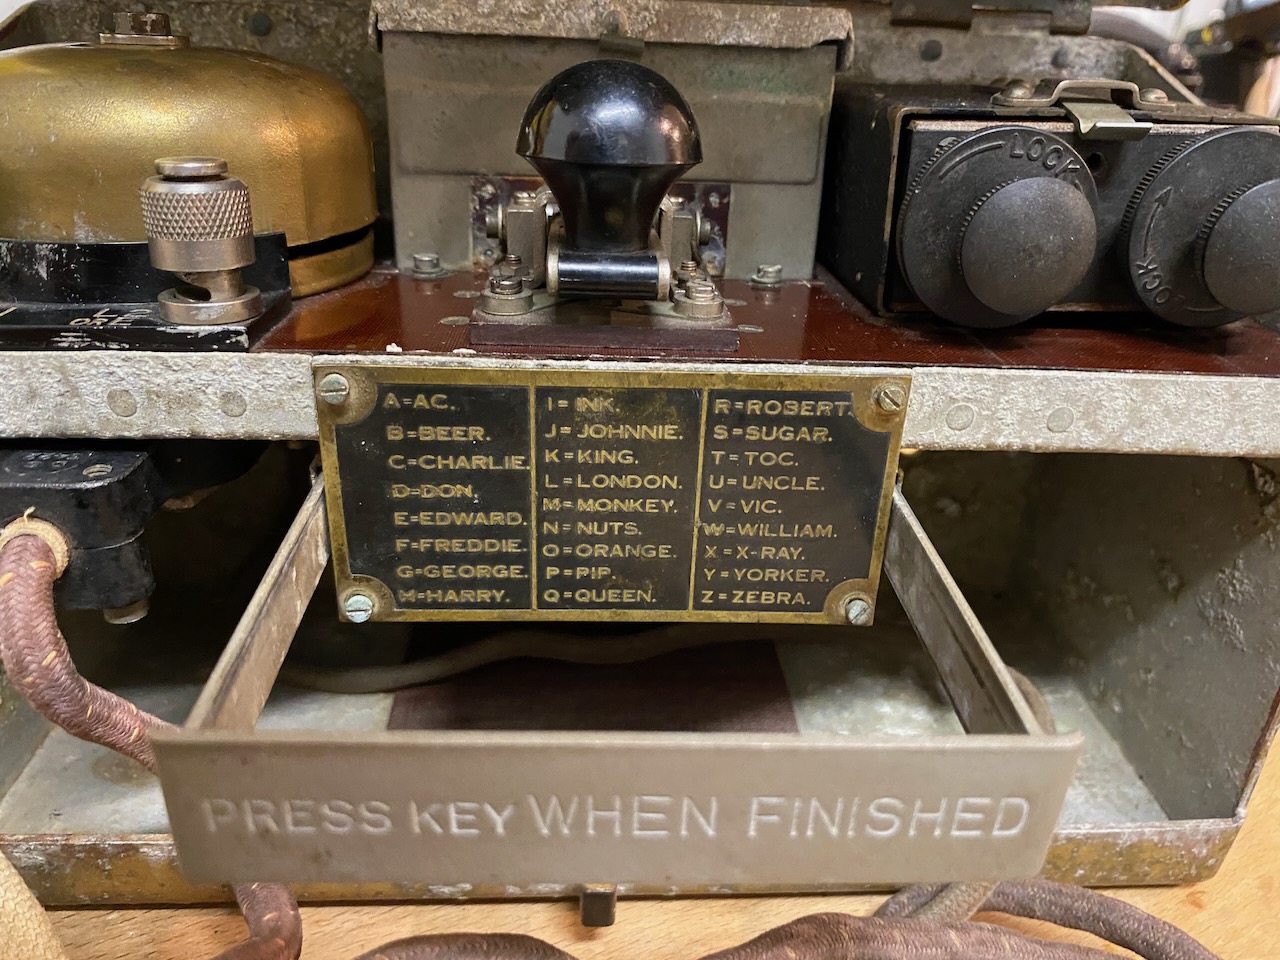 LOCK
LOCK
A=AC.
B=BEER.
C=CHARLIE.
D=DON.
E=EDWARD.
F=FREDDIE.
G=GEORGE.
H=HARRY.
I=INK.
J=JOHNNIE.
K=KING.
L=LONDON.
M=MONKEY.
N=NUTS.
O=ORANGE.
P=PIP.
Q=QUEEN.
R=ROBERT.
S=SUGAR.
T=TOC.
U=UNCLE.
V=VIC.
W=WILLIAM.
X=X-RAY.
Y=YORKER.
Z=ZEBRA.
PRESS KEY WHEN FINISHED